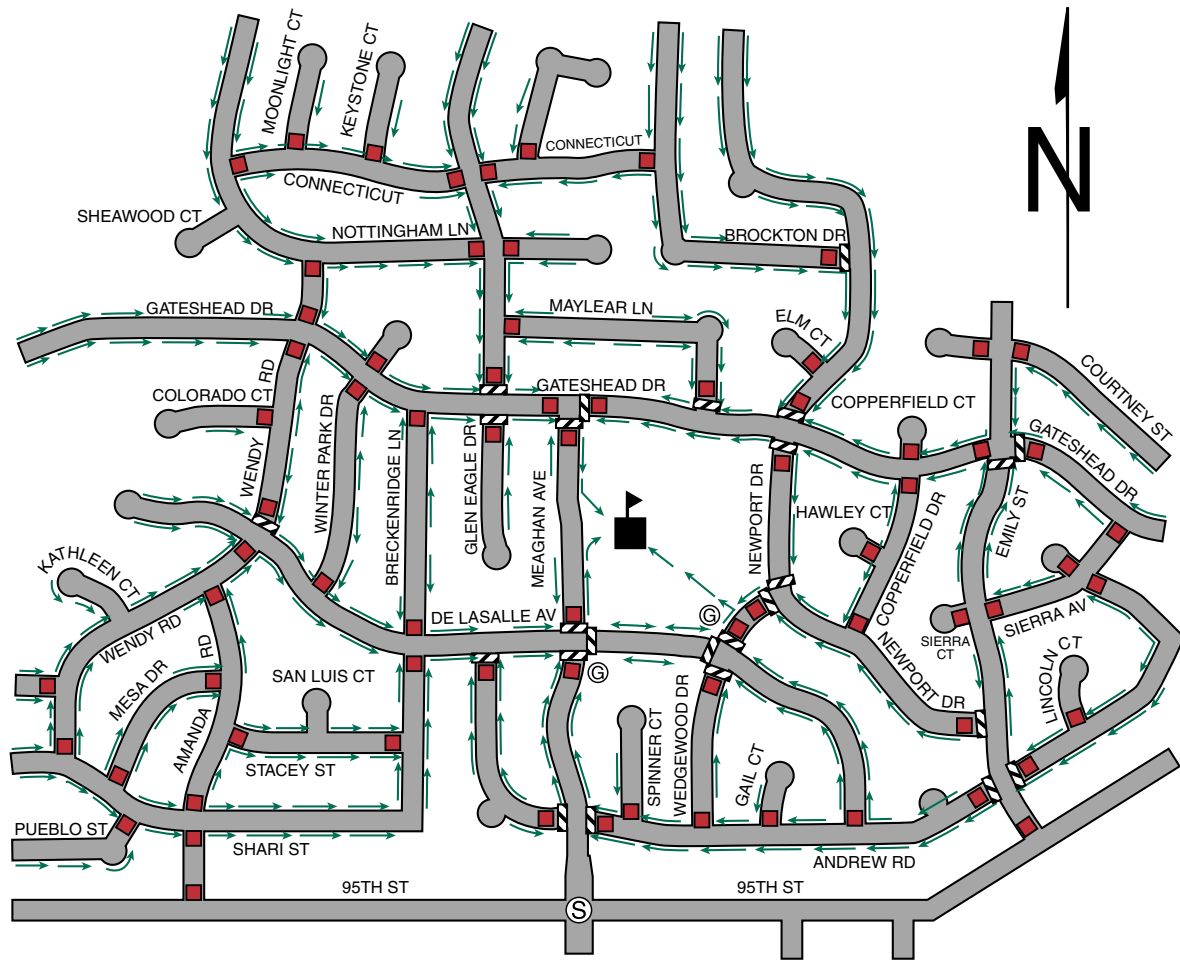 MOONLIGHT CT
KEYSTONE CT
CONNECTICUT
CONNECTICUT
N
SHEAWOOD CT
NOTTINGHAM LN
BROCKTON DR
GATESHEAD DR
MAYLEAR LN
ELM CT
COURTNEY ST
COLORADO CT
WENDY RD
WINTER PARK DR
GATESHEAD DR
COPPERFIELD CT
GATESHEAD DR
BRECKENRIDGE LN
GLEN EAGLE DR
MEAGHAN AVE
NEWPORT DR
HAWLEY CT
COPPERFIELD DR
EMILY ST
KATHLEEN CT
WENDY RD
DE LASALLE AV
G
SIERRA AV
SIERRA
CT
MESA DR
AMANDA RD
SAN LUIS CT
G
NEWPORT DR
LINCOLN CT
STACEY ST
SPINNER CT
WEDGEWOOD DR
GAIL CT
PUEBLO ST
SHARI ST
ANDREW RD
95TH ST
95TH ST
S